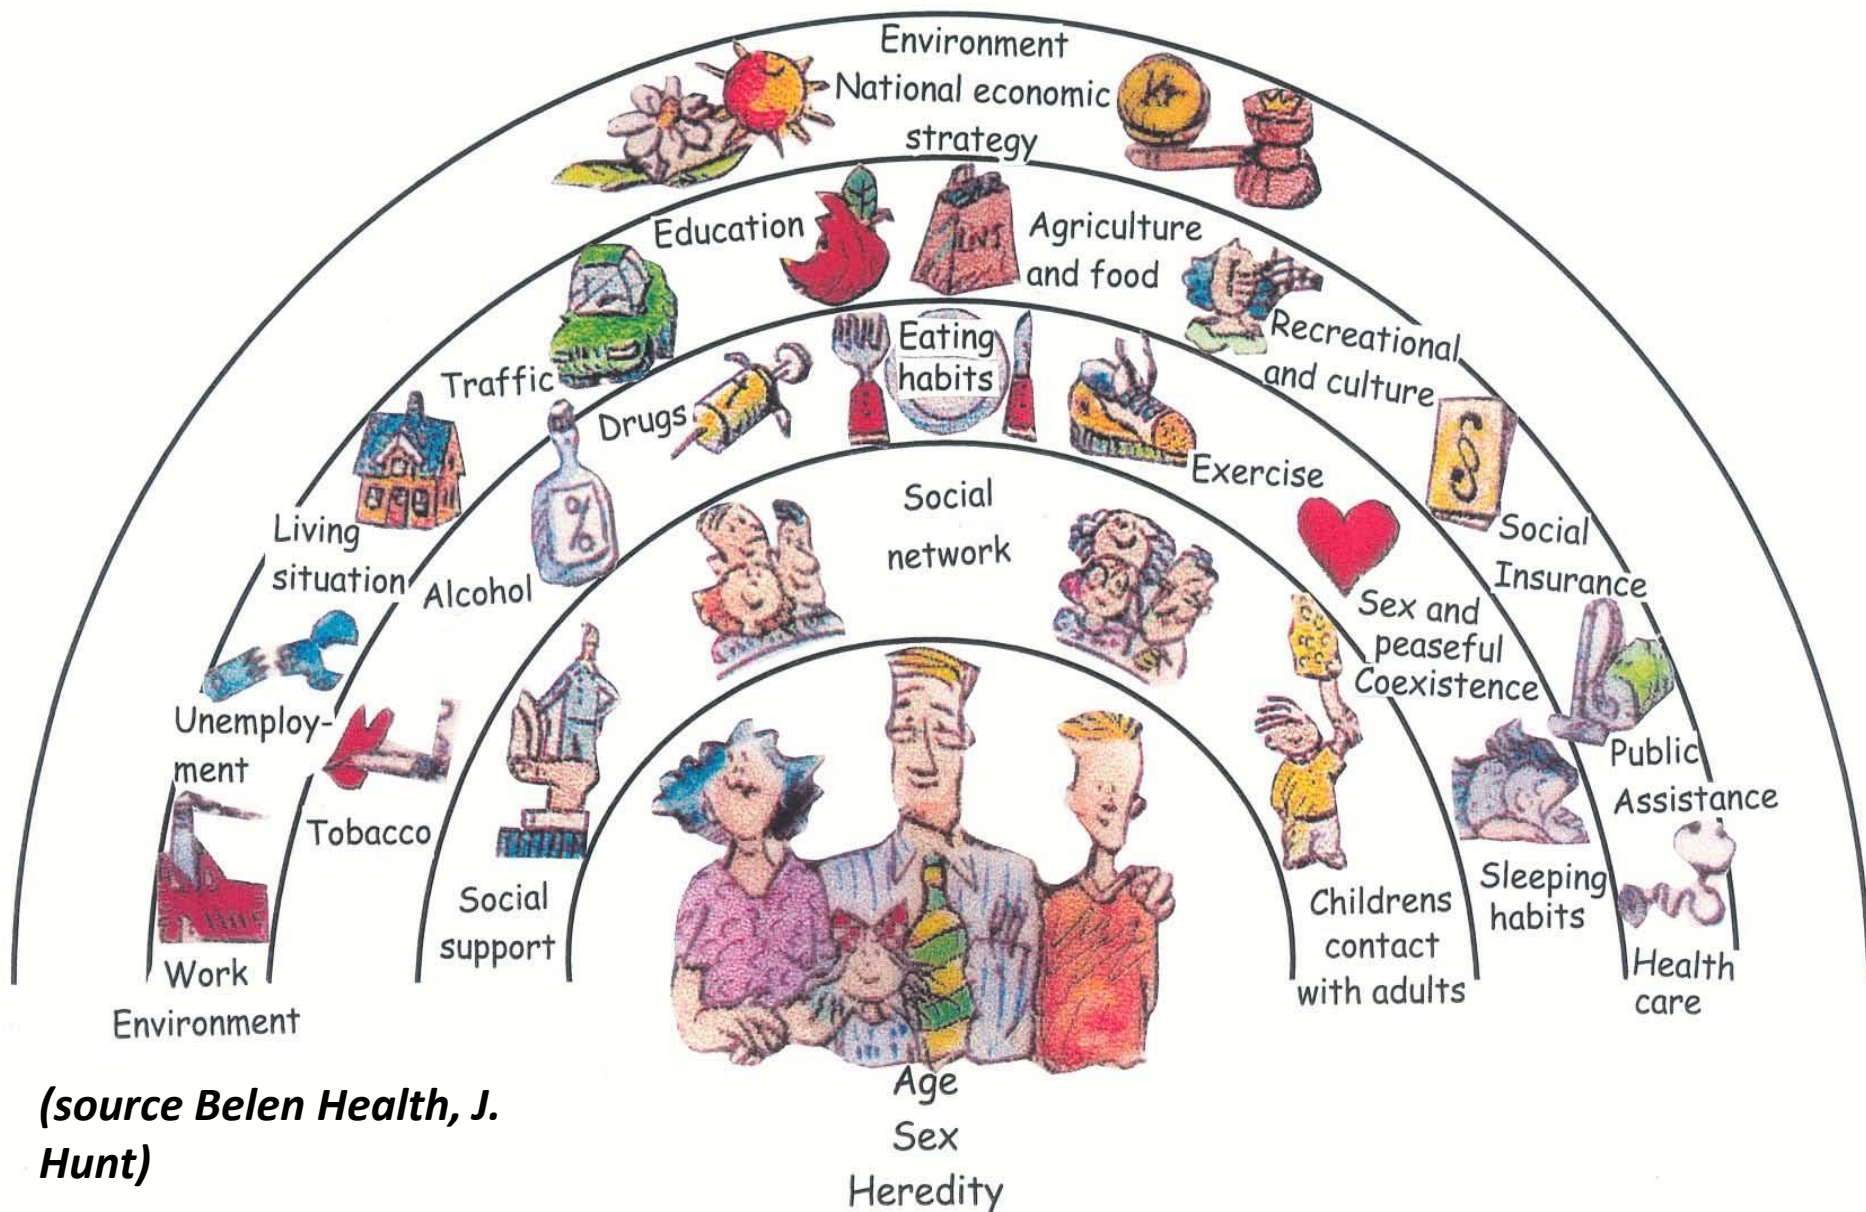 Environment
National economic
strategy
Education
Agriculture
and food
Traffic
Recreational
and culture
Living
situation
Social
Insurance
Unemploy-
ment
Public
Assistance
Work
Environment
Health
care
Eating
habits
Drugs
Exercise
Alcohol
%
Sex and
peaseful
Coexistence
Tobacco
Sleeping
habits
Social
network
Social
support
Childrens
contact
with adults
Age
Sex
Heredity
Kr
§
(source Belen Health, J.
Hunt)